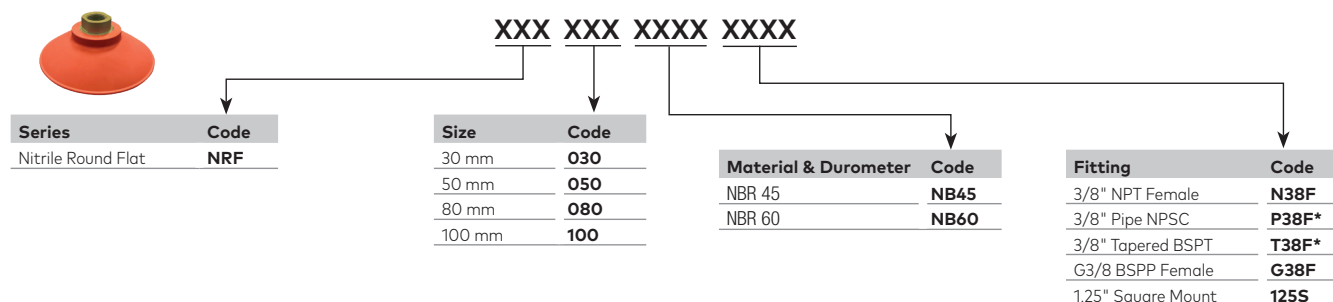 XXX XXX XXXX XXXX
Series Code
Nitrile Round Flat NRF
Size Code
30 mm 030
50 mm 050
80 mm 080
100 mm 100
Material & Durometer Code
NBR 45 NB45
NBR 60 NB60
Fitting Code
3/8" NPT Female N38F
3/8" Pipe NPSC P38F*
3/8" Tapered BSPT T38F*
G3/8 BSPP Female G38F
1.25" Square Mount 125S